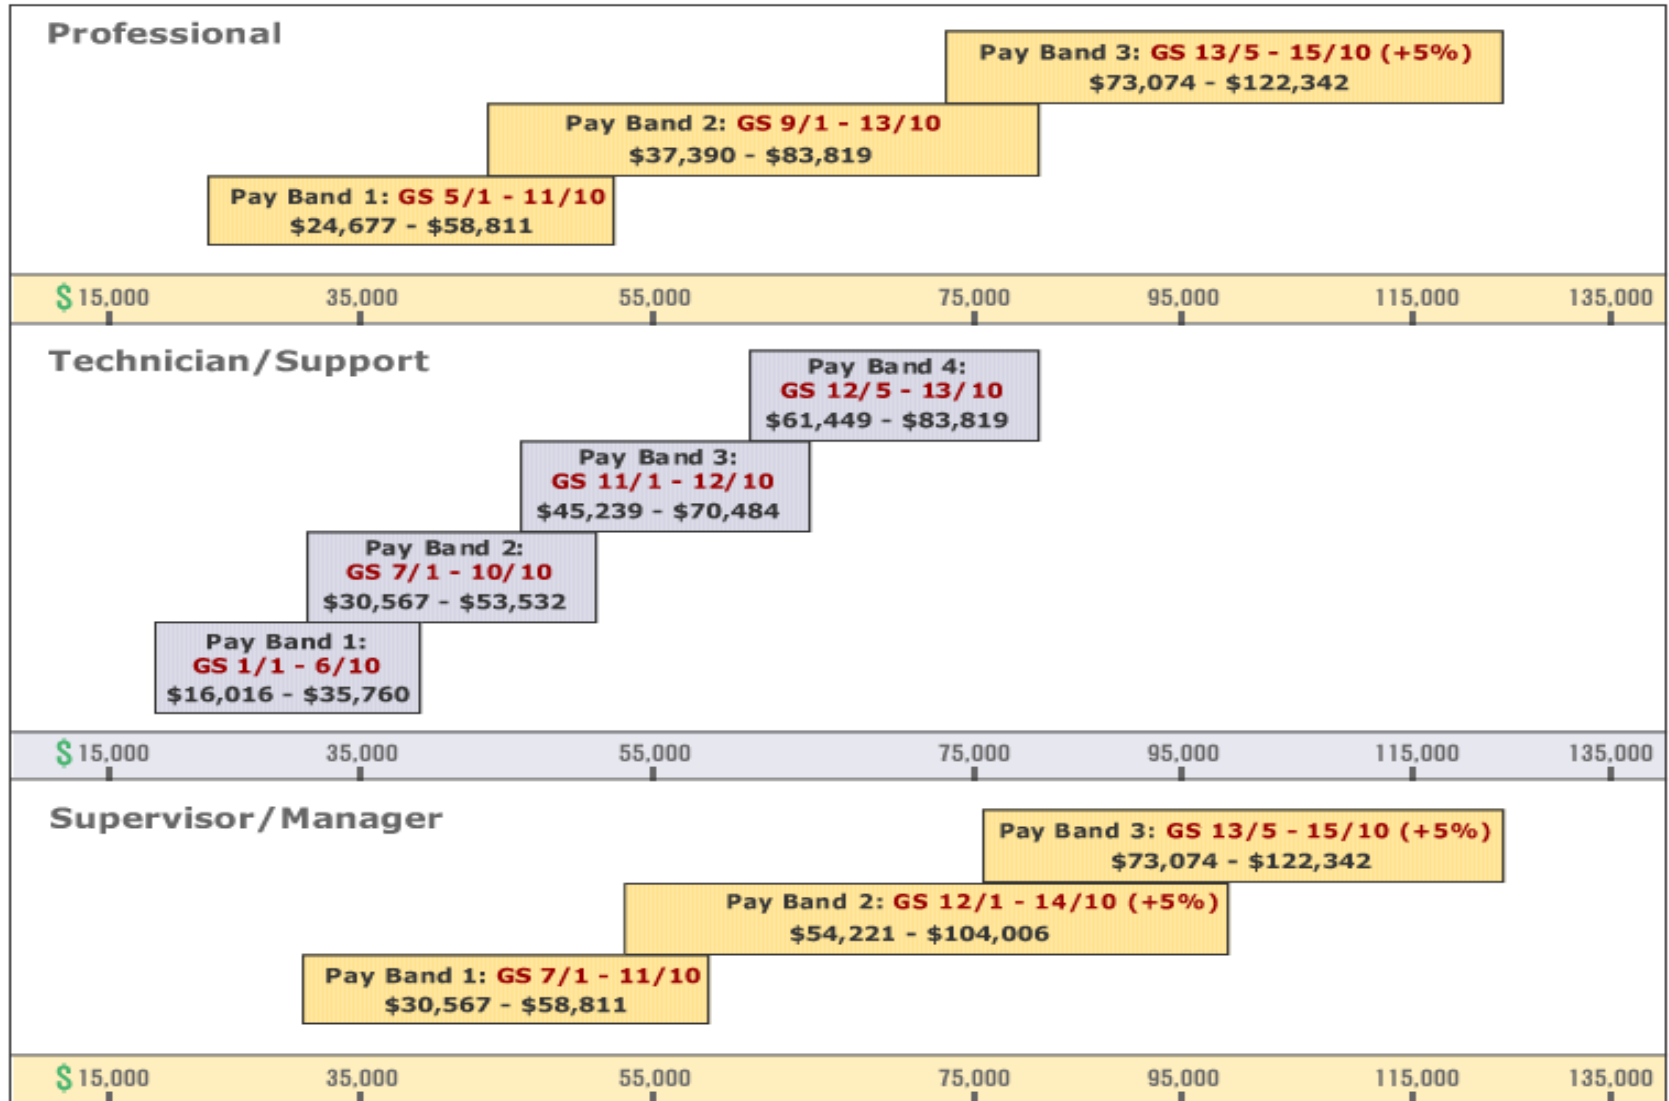 Professional
Pay Band 3: GS 13/5 - 15/10 (+5%)
$73,074 - $122,342
Pay Band 2: GS 9/1 - 13/10
$37,390 - $83,819
Pay Band 1: GS 5/1 - 11/10
$24,677 - $58,811
$ 15,000 35,000 55,000 75,000 95,000 115,000 135,000
Technician/Support
Pay Band 4:
GS 12/5 - 13/10
$61,449 - $83,819
Pay Band 3:
GS 11/1 - 12/10
$45,239 - $70,484
Pay Band 2:
GS 7/1 - 10/10
$30,567 - $53,532
Pay Band 1:
GS 1/1 - 6/10
$16,016 - $35,760
$ 15,000 35,000 55,000 75,000 95,000 115,000 135,000
Supervisor/Manager
Pay Band 3: GS 13/5 - 15/10 (+5%)
$73,074 - $122,342
Pay Band 2: GS 12/1 - 14/10 (+5%)
$54,221 - $104,006
Pay Band 1: GS 7/1 - 11/10
$30,567 - $58,811
$ 15,000 35,000 55,000 75,000 95,000 115,000 135,000